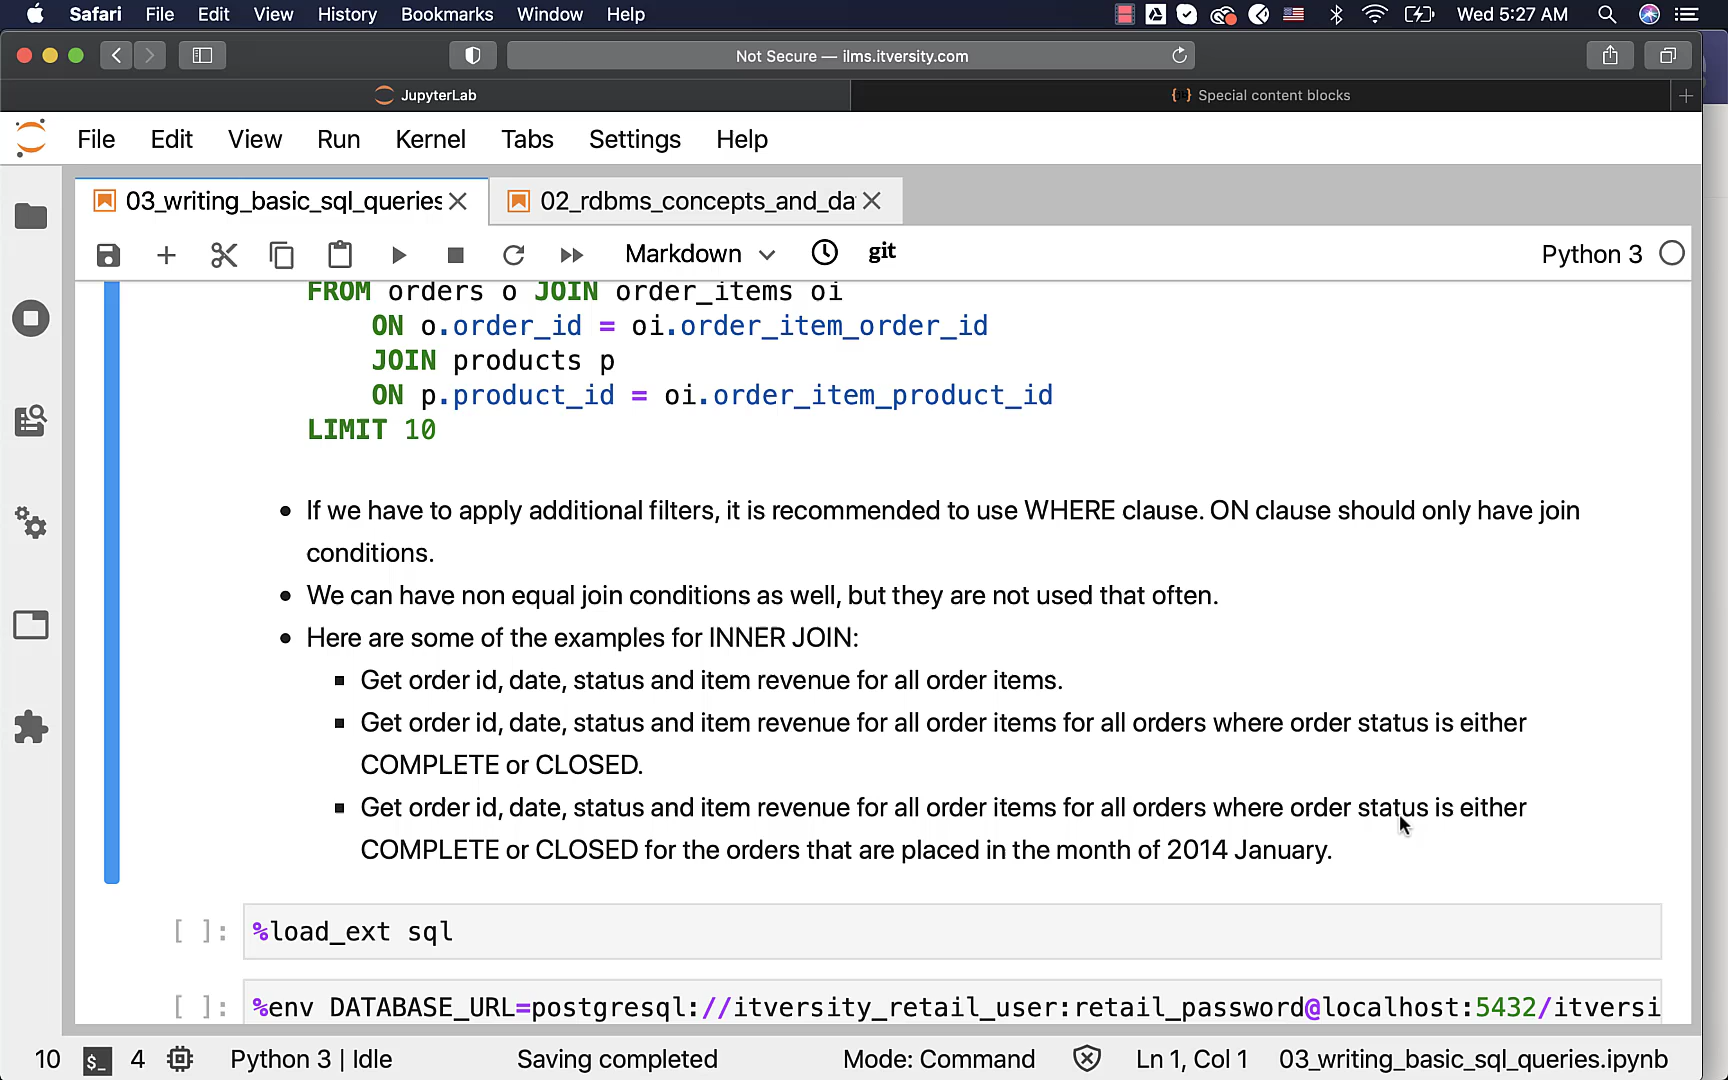 Safari File Edit View History Bookmarks Window Help Wed 5:27 AM
Not Secure — ilms.itversity.com
JupyterLab
Special content blocks
File Edit View Run Kernel Tabs Settings Help
03_writing_basic_sql_queries
02_rdbms_concepts_and_da
Markdown git Python 3
FROM orders o JOIN order_items oi
ON o.order_id = oi.order_item_order_id
JOIN products p
ON p.product_id = oi.order_item_product_id
LIMIT 10
• If we have to apply additional filters, it is recommended to use WHERE clause. ON clause should only have join
conditions.
• We can have non equal join conditions as well, but they are not used that often.
• Here are some of the examples for INNER JOIN:
▪ Get order id, date, status and item revenue for all order items.
▪ Get order id, date, status and item revenue for all order items for all orders where order status is either
COMPLETE or CLOSED.
▪ Get order id, date, status and item revenue for all order items for all orders where order status is either
COMPLETE or CLOSED for the orders that are placed in the month of 2014 January.
[ ]: %load_ext sql
[ ]: %env DATABASE_URL=postgresql://itversity_retail_user:retail_password@localhost:5432/itversi
10 $_ 4 Python 3 | Idle Saving completed Mode: Command Ln 1, Col 1 03_writing_basic_sql_queries.ipynb